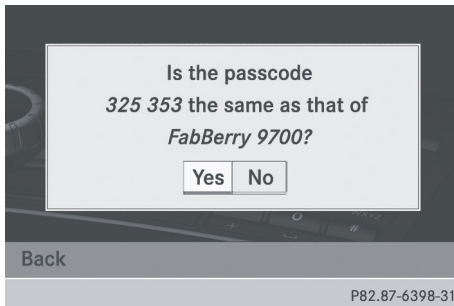 Is the passcode
325 353 the same as that of
FabBerry 9700?
Yes No
0
#
+
Back
P82.87-6398-31